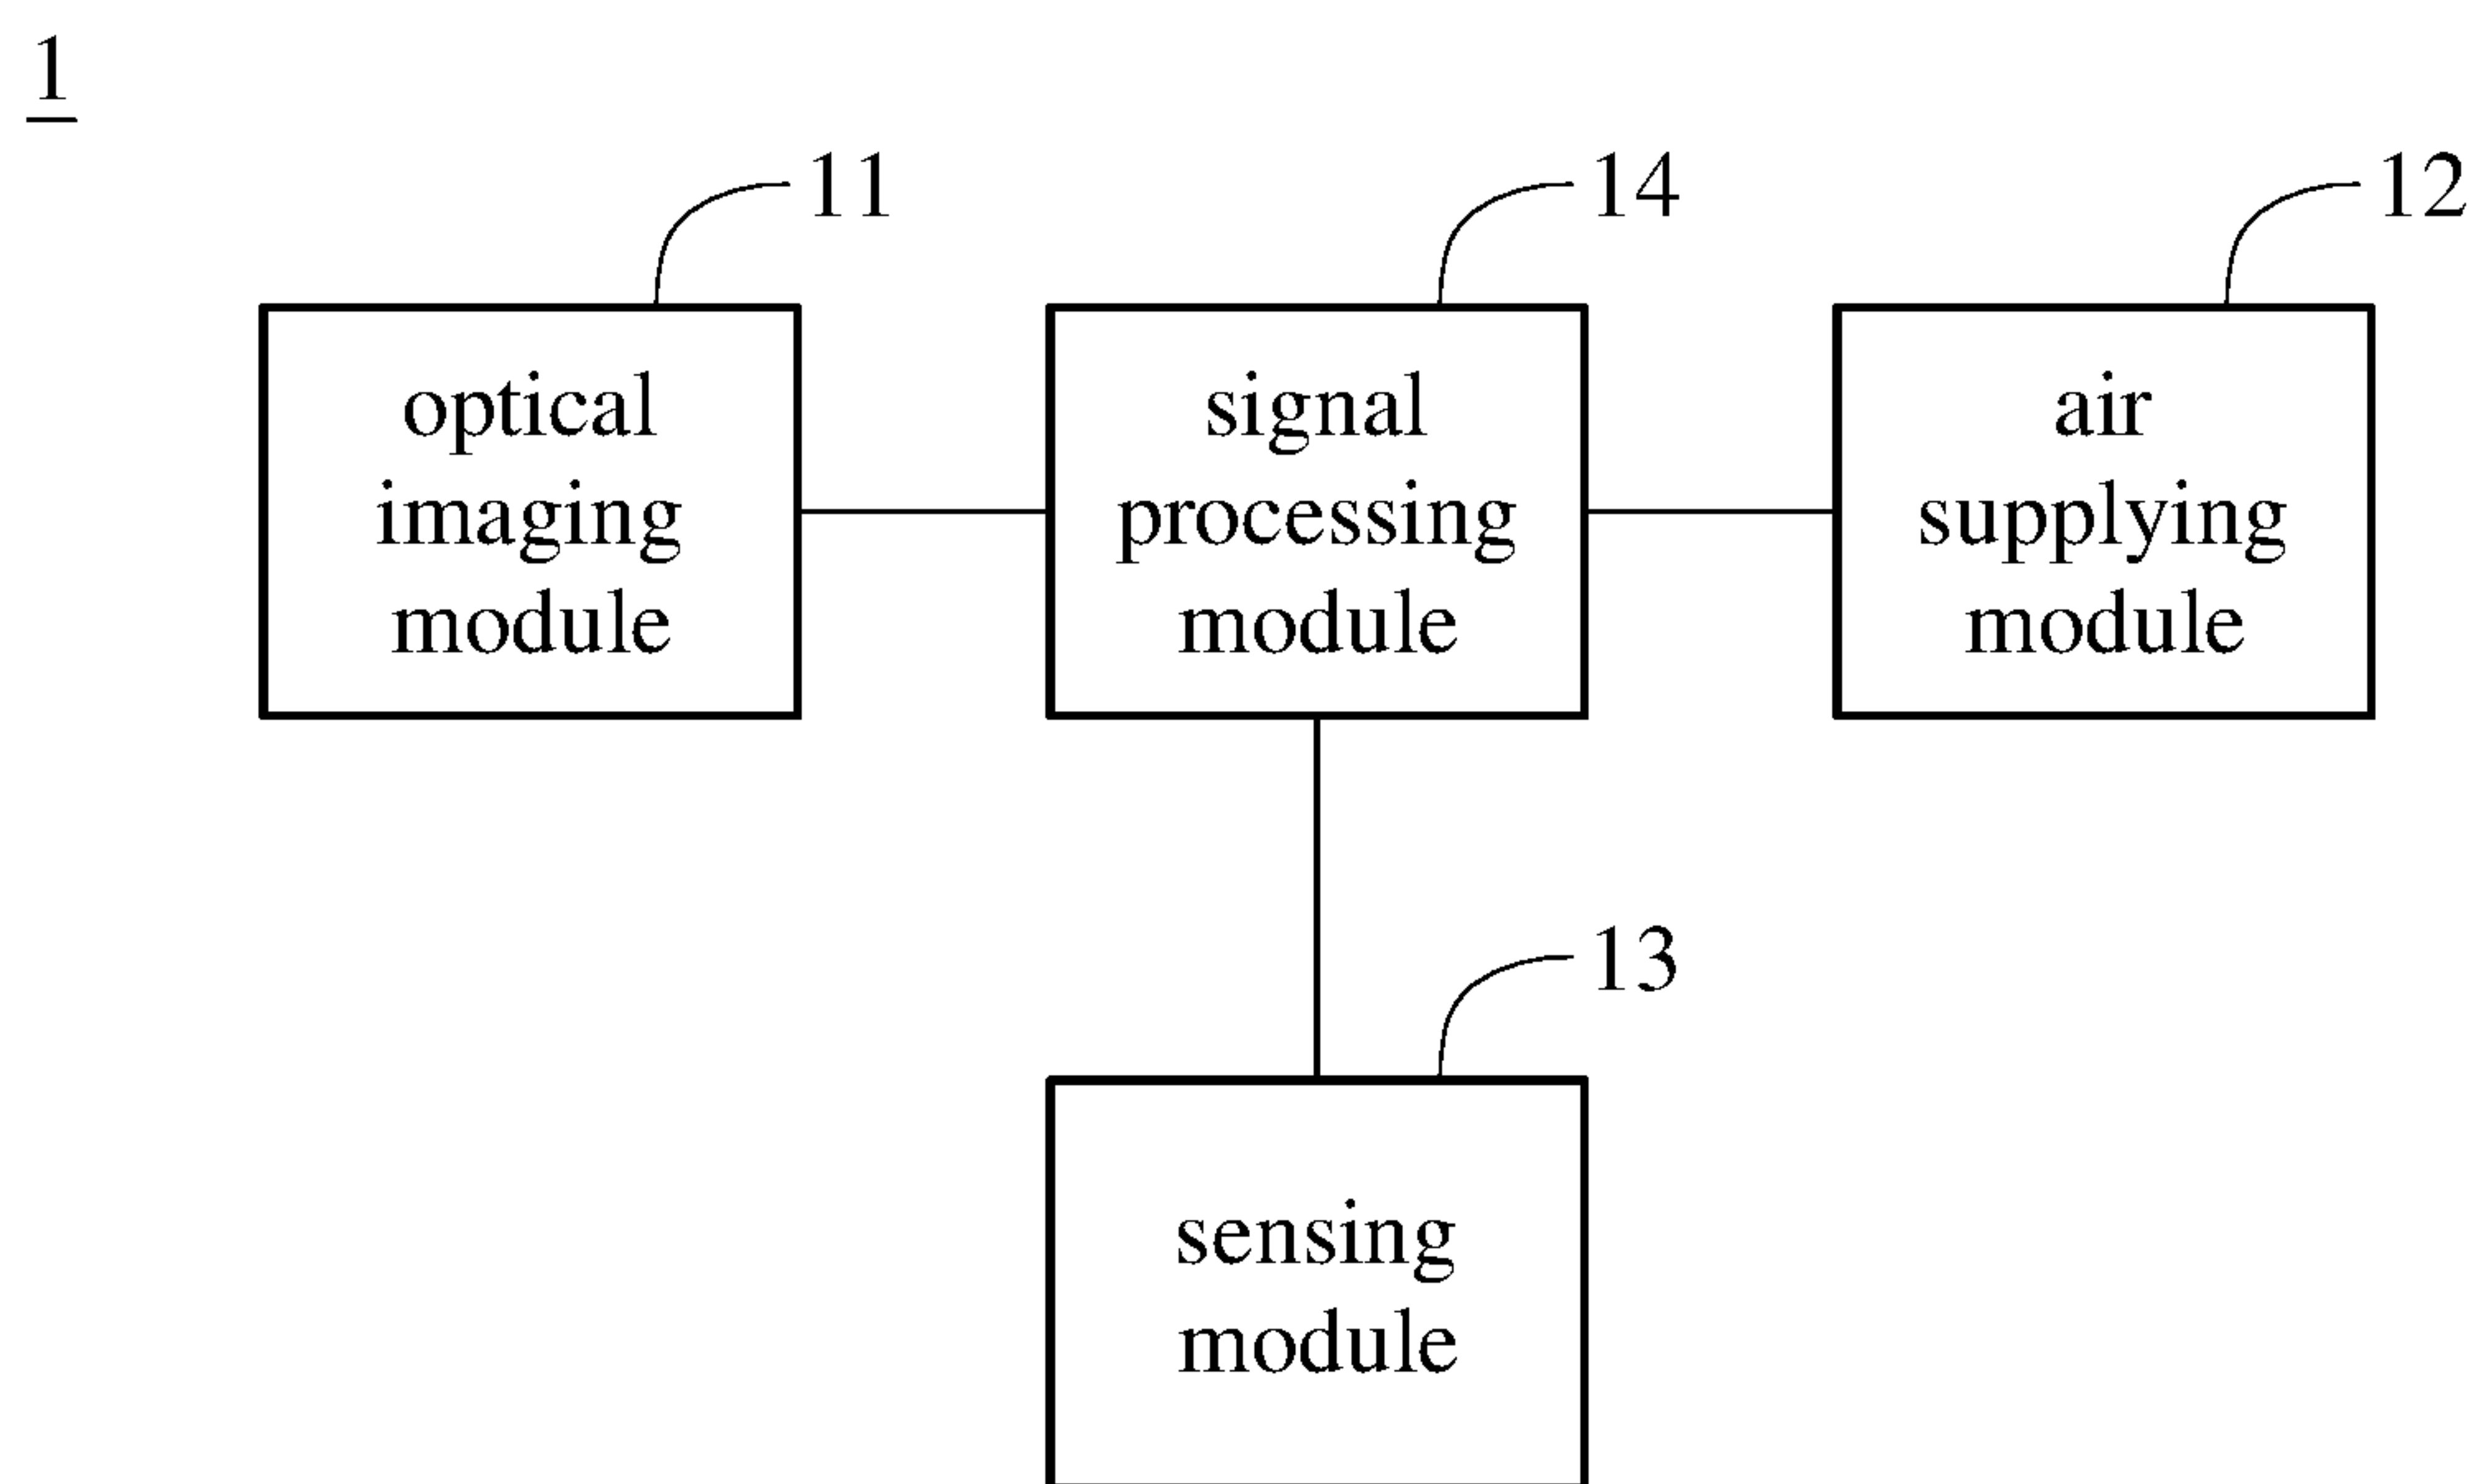 1
11
14
12
optical
imaging
module
signal
processing
module
air
supplying
module
13
sensing
module